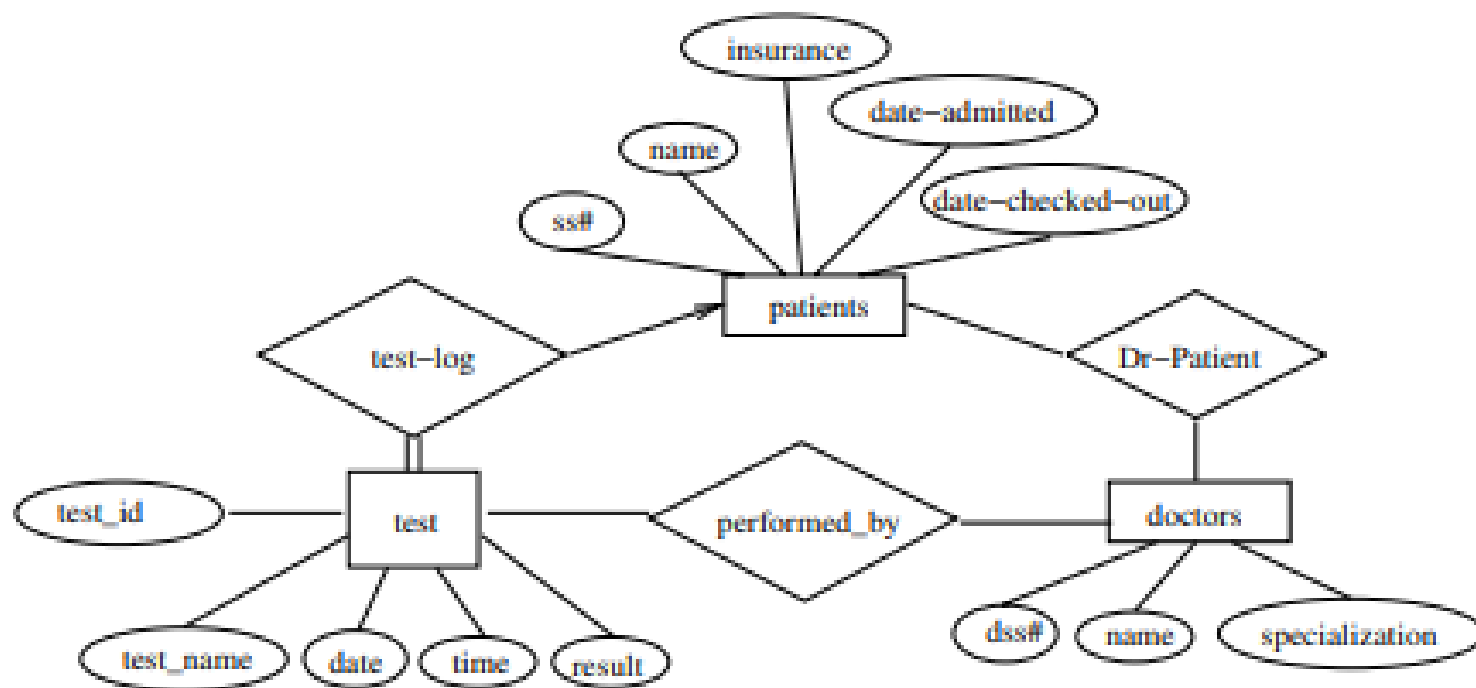 insurance
date-admitted
name
date-checked-out
ss#
patients
test-log
Dr-Patient
test_id
test
performed_by
doctors
test_name
date
time
result
dss#
name
specialization